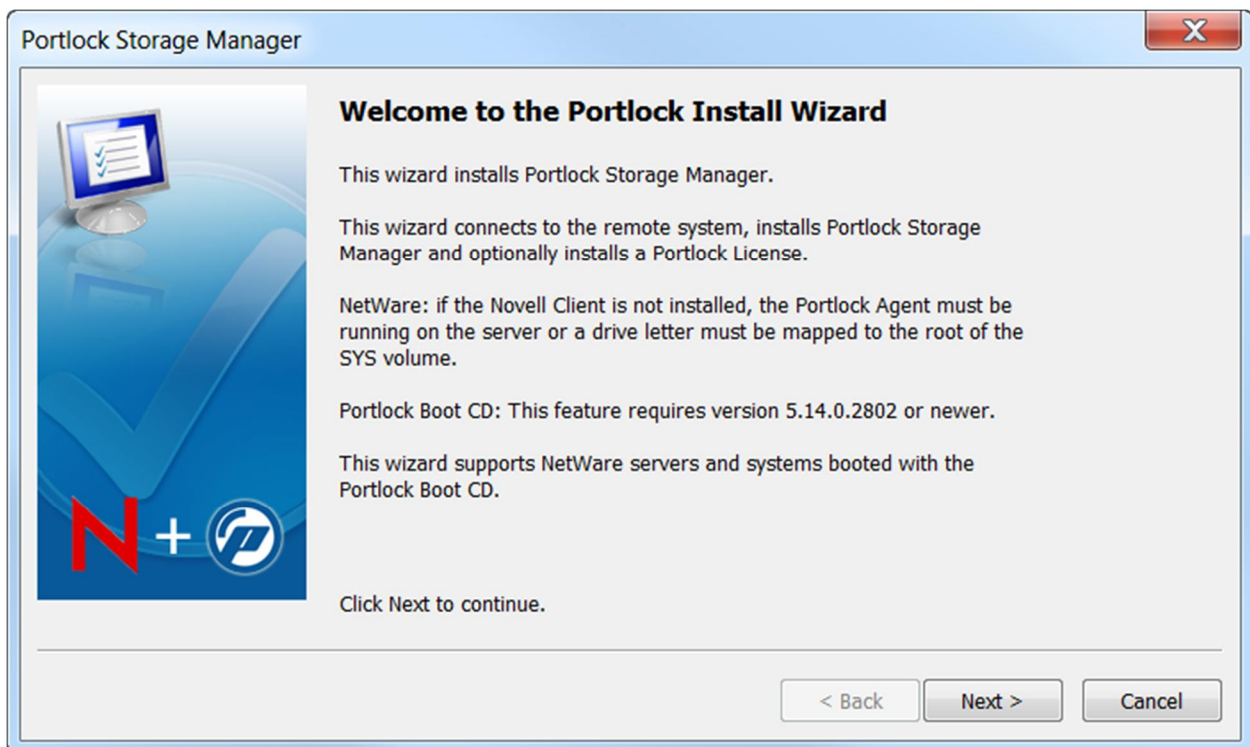 Portlock Storage Manager
Welcome to the Portlock Install Wizard
This wizard installs Portlock Storage Manager.
This wizard connects to the remote system, installs Portlock Storage
Manager and optionally installs a Portlock License.
NetWare: if the Novell Client is not installed, the Portlock Agent must be
running on the server or a drive letter must be mapped to the root of the
SYS volume.
Portlock Boot CD: This feature requires version 5.14.0.2802 or newer.
This wizard supports NetWare servers and systems booted with the
Portlock Boot CD.
N +
Click Next to continue.
< Back
Next >
Cancel